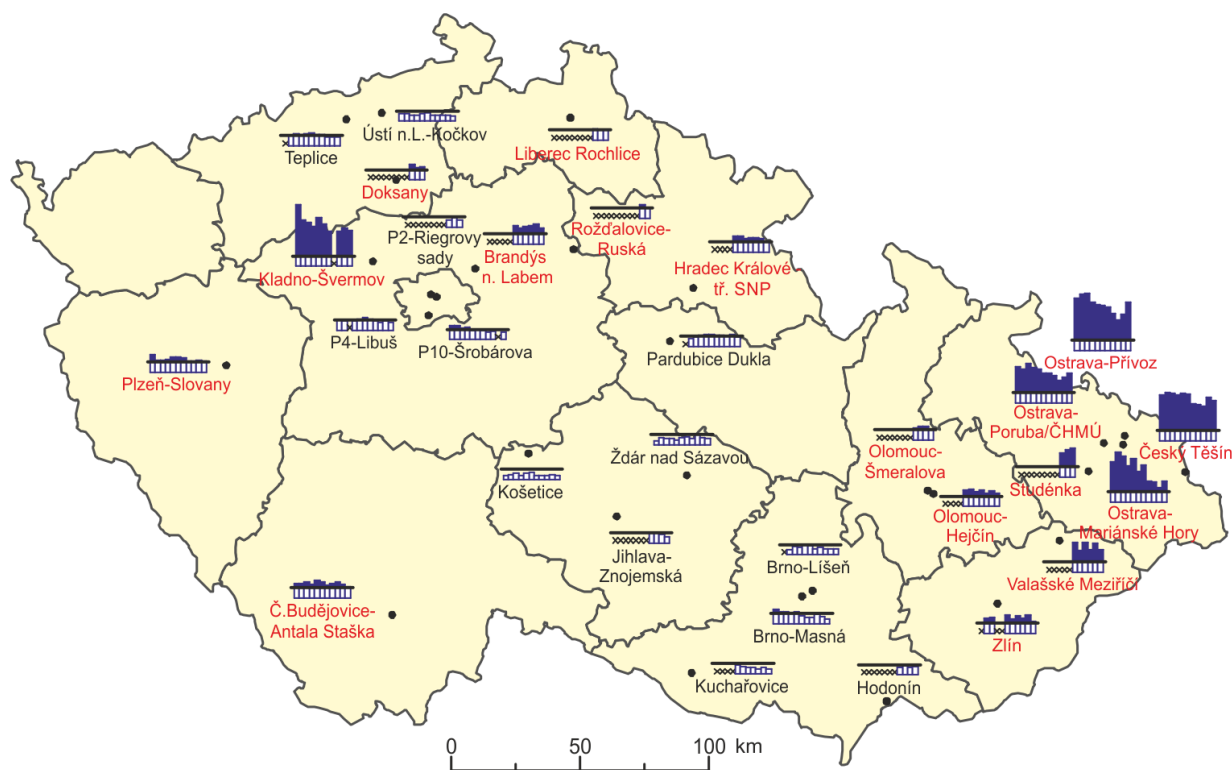 Ústí n.L.-Kočkov
Teplice
Liberec Rochlice
Doksany
P2-Riegrovy
sady
Rožďalovice-
Ruská
Brandýs
n. Labem
Kladno-Švermov
Hradec Králové -
tř. SNP
P4-Libuš
P10-Šrobárova
Pardubice Dukla
Plzeň-Slovany
Ostrava-Přívoz
Ostrava-
Poruba/ČHMÚ
Český Těšín
Olomouc-
Šmeralova
Studénka
Ždár nad Sázavou
Košetice
Ostrava-
Mariánské Hory
Olomouc-
Hejčín
Jihlava-
Znojemská
Brno-Líšeň
Valašské Meziříčí
Č.Budějovice-
Antala Staška
Brno-Masná
Zlín
Kuchařovice
Hodonín
0 50 100 km